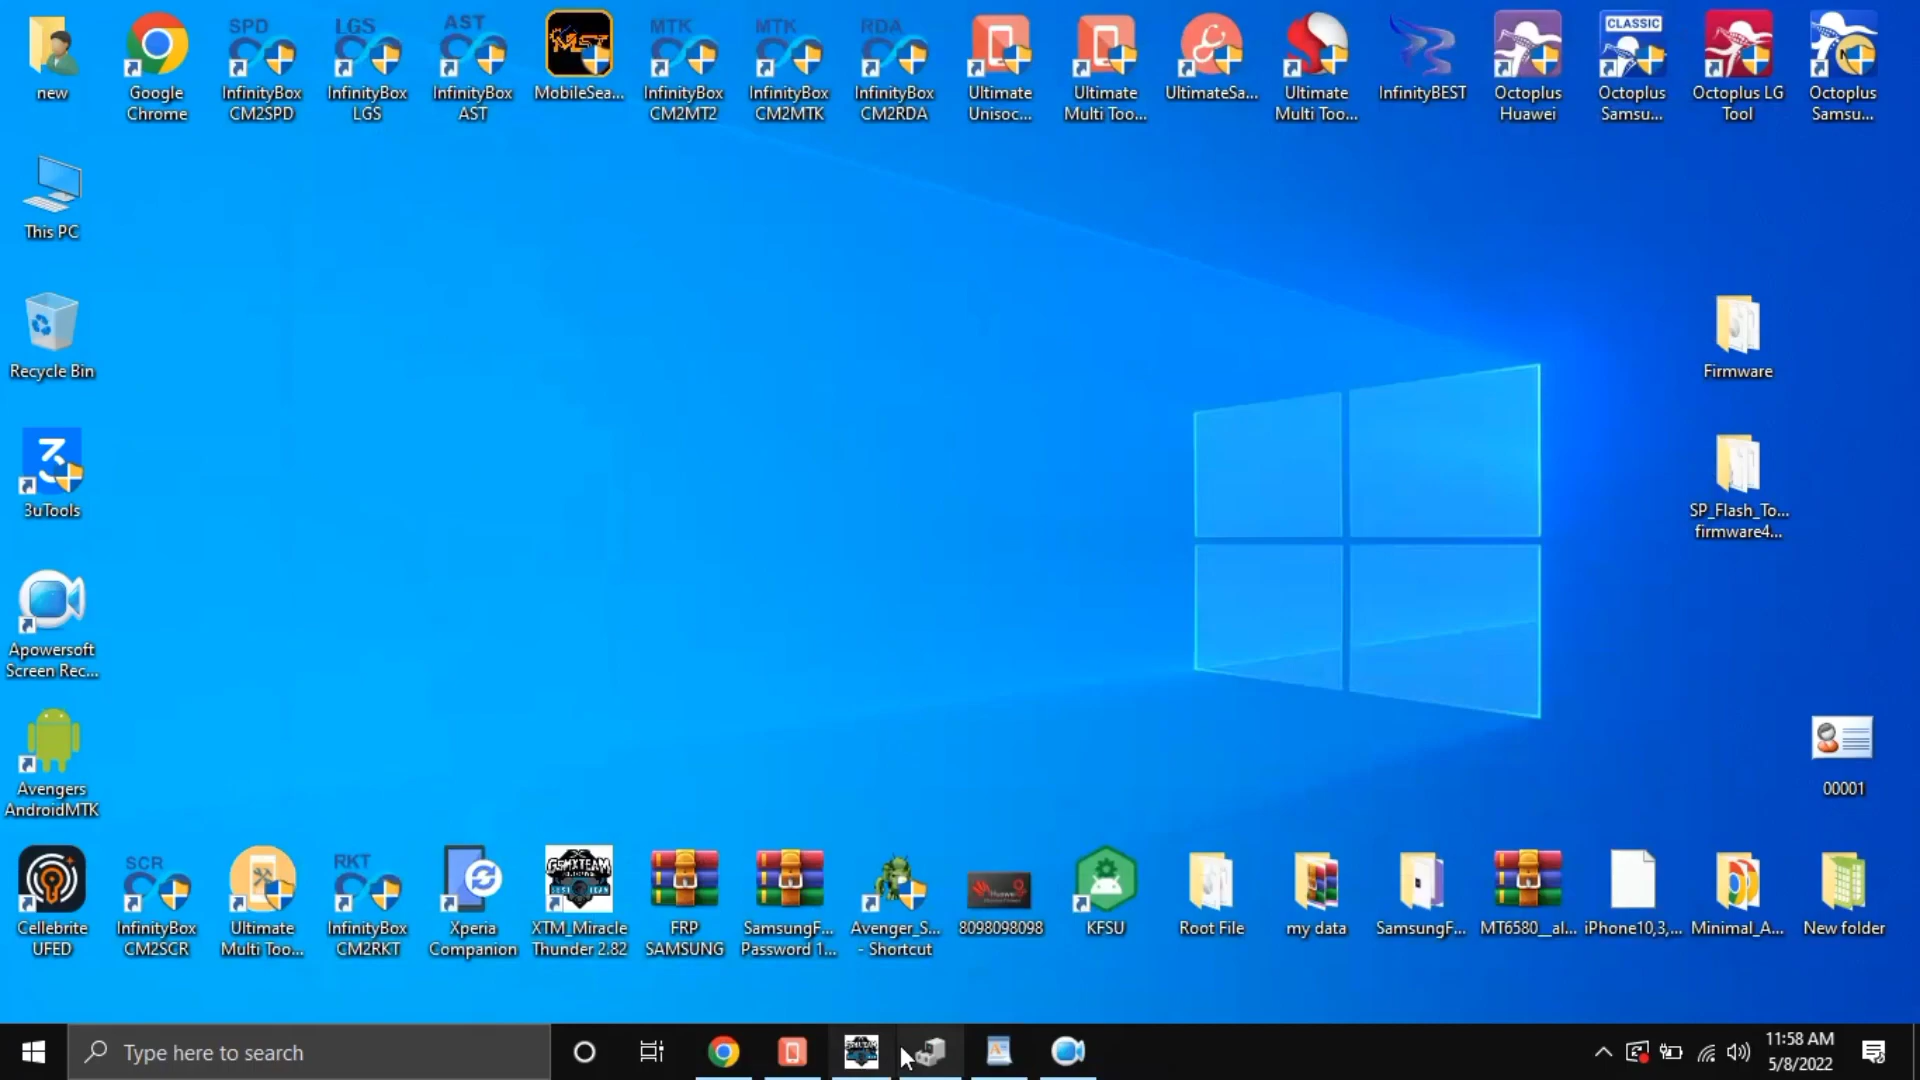 SPD
LGS
AST
MST
MTK
MTK
RDA
CLASSIC
new
Google
Chrome
InfinityBox
CM2SPD
InfinityBox
LGS
InfinityBox
AST
MobileSea...
InfinityBox
CM2MT2
InfinityBox
CM2MTK
InfinityBox
CM2RDA
Ultimate
Unisoc...
Ultimate
Multi Too...
UltimateSa...
Ultimate
Multi Too...
InfinityBEST
Octoplus
Huawei
Octoplus
Samsu...
Octoplus LG
Tool
Octoplus
Samsu...
This PC
Recycle Bin
Firmware
3uTools
SP_Flash_To...
firmware4...
Apowersoft
Screen Rec...
Avengers
AndroidMTK
00001
SCR
RKT
GSMXTEAM
Cellebrite
UFED
InfinityBox
CM2SCR
Ultimate
Multi Too...
InfinityBox
CM2RKT
Xperia
Companion
XTM_Miracle
Thunder 2.82
FRP
SAMSUNG
SamsungF...
Password 1...
Avenger_S...
- Shortcut
8098098098
KFSU
Root File
my data
SamsungF...
MT6580__al...
iPhone10,3,...
Minimal_A...
New folder
Type here to search
11:58 AM
5/8/2022